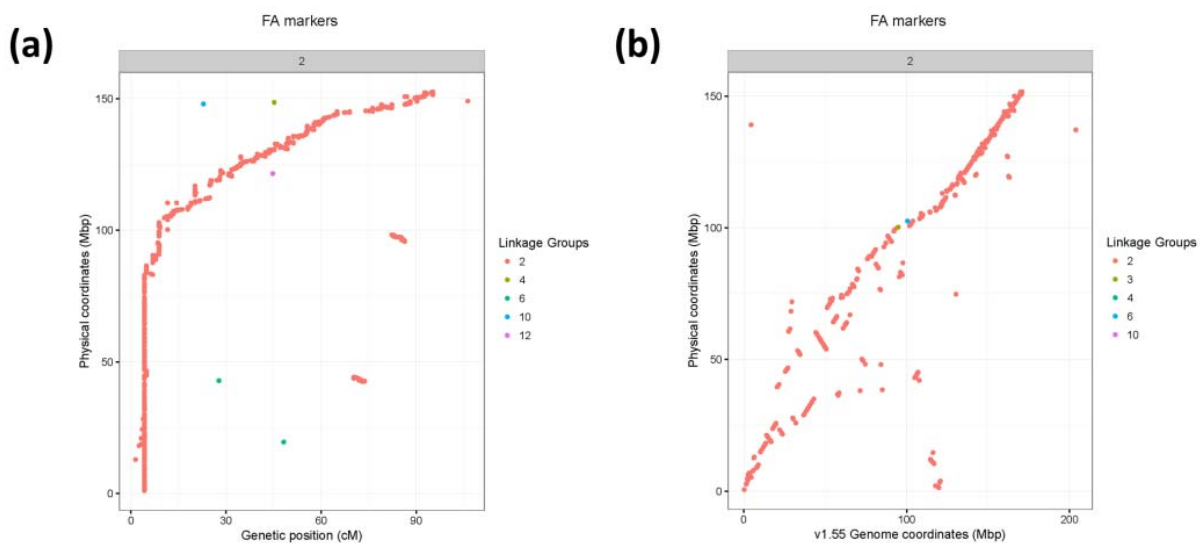 (a)
FA markers
2
Physical coordinates (Mbp)
150
100
50
0
0 30 60 90
Genetic position (cM)
Linkage Groups
2
4
6
10
12
(b)
FA markers
2
Physical coordinates (Mbp)
150
100
50
0
0 100 200
v1.55 Genome coordinates (Mbp)
Linkage Groups
2
3
4
6
10